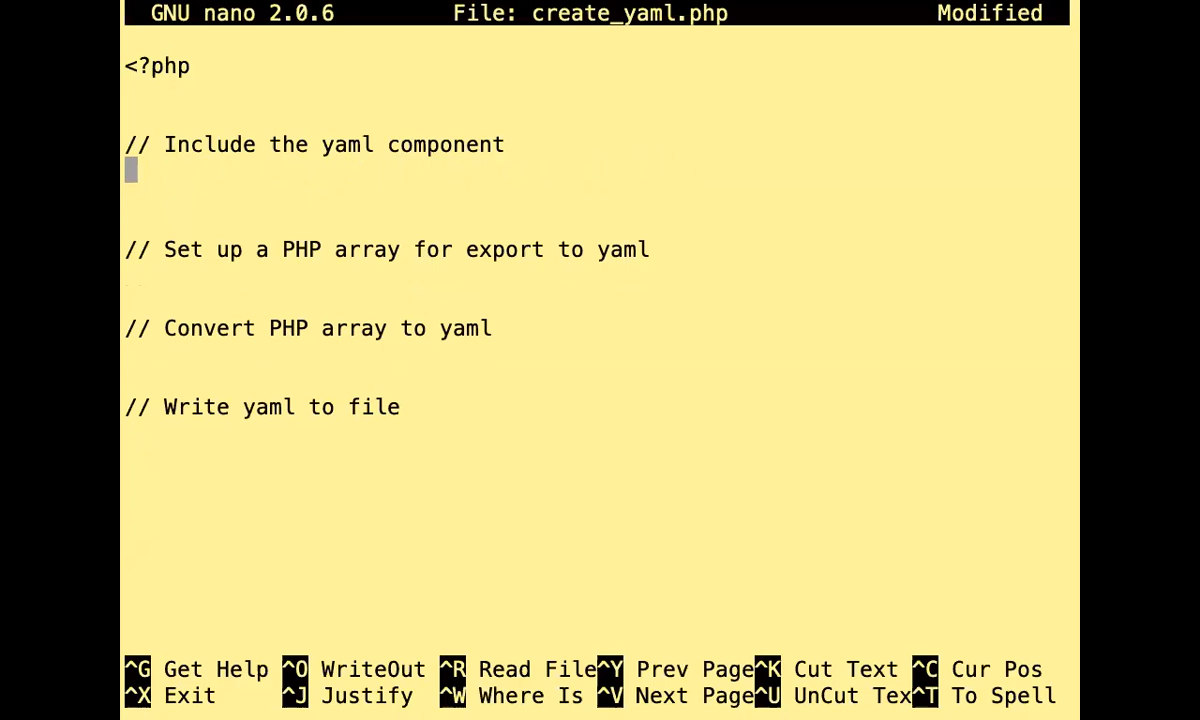 GNU nano 2.0.6 File: create_yaml.php Modified
<?php
// Include the yaml component
// Set up a PHP array for export to yaml
// Convert PHP array to yaml
// Write yaml to file
^G Get Help ^O WriteOut ^R Read File^Y Prev Page^K Cut Text ^C Cur Pos
^X Exit ^J Justify ^W Where Is ^V Next Page^U UnCut Tex^T To Spell